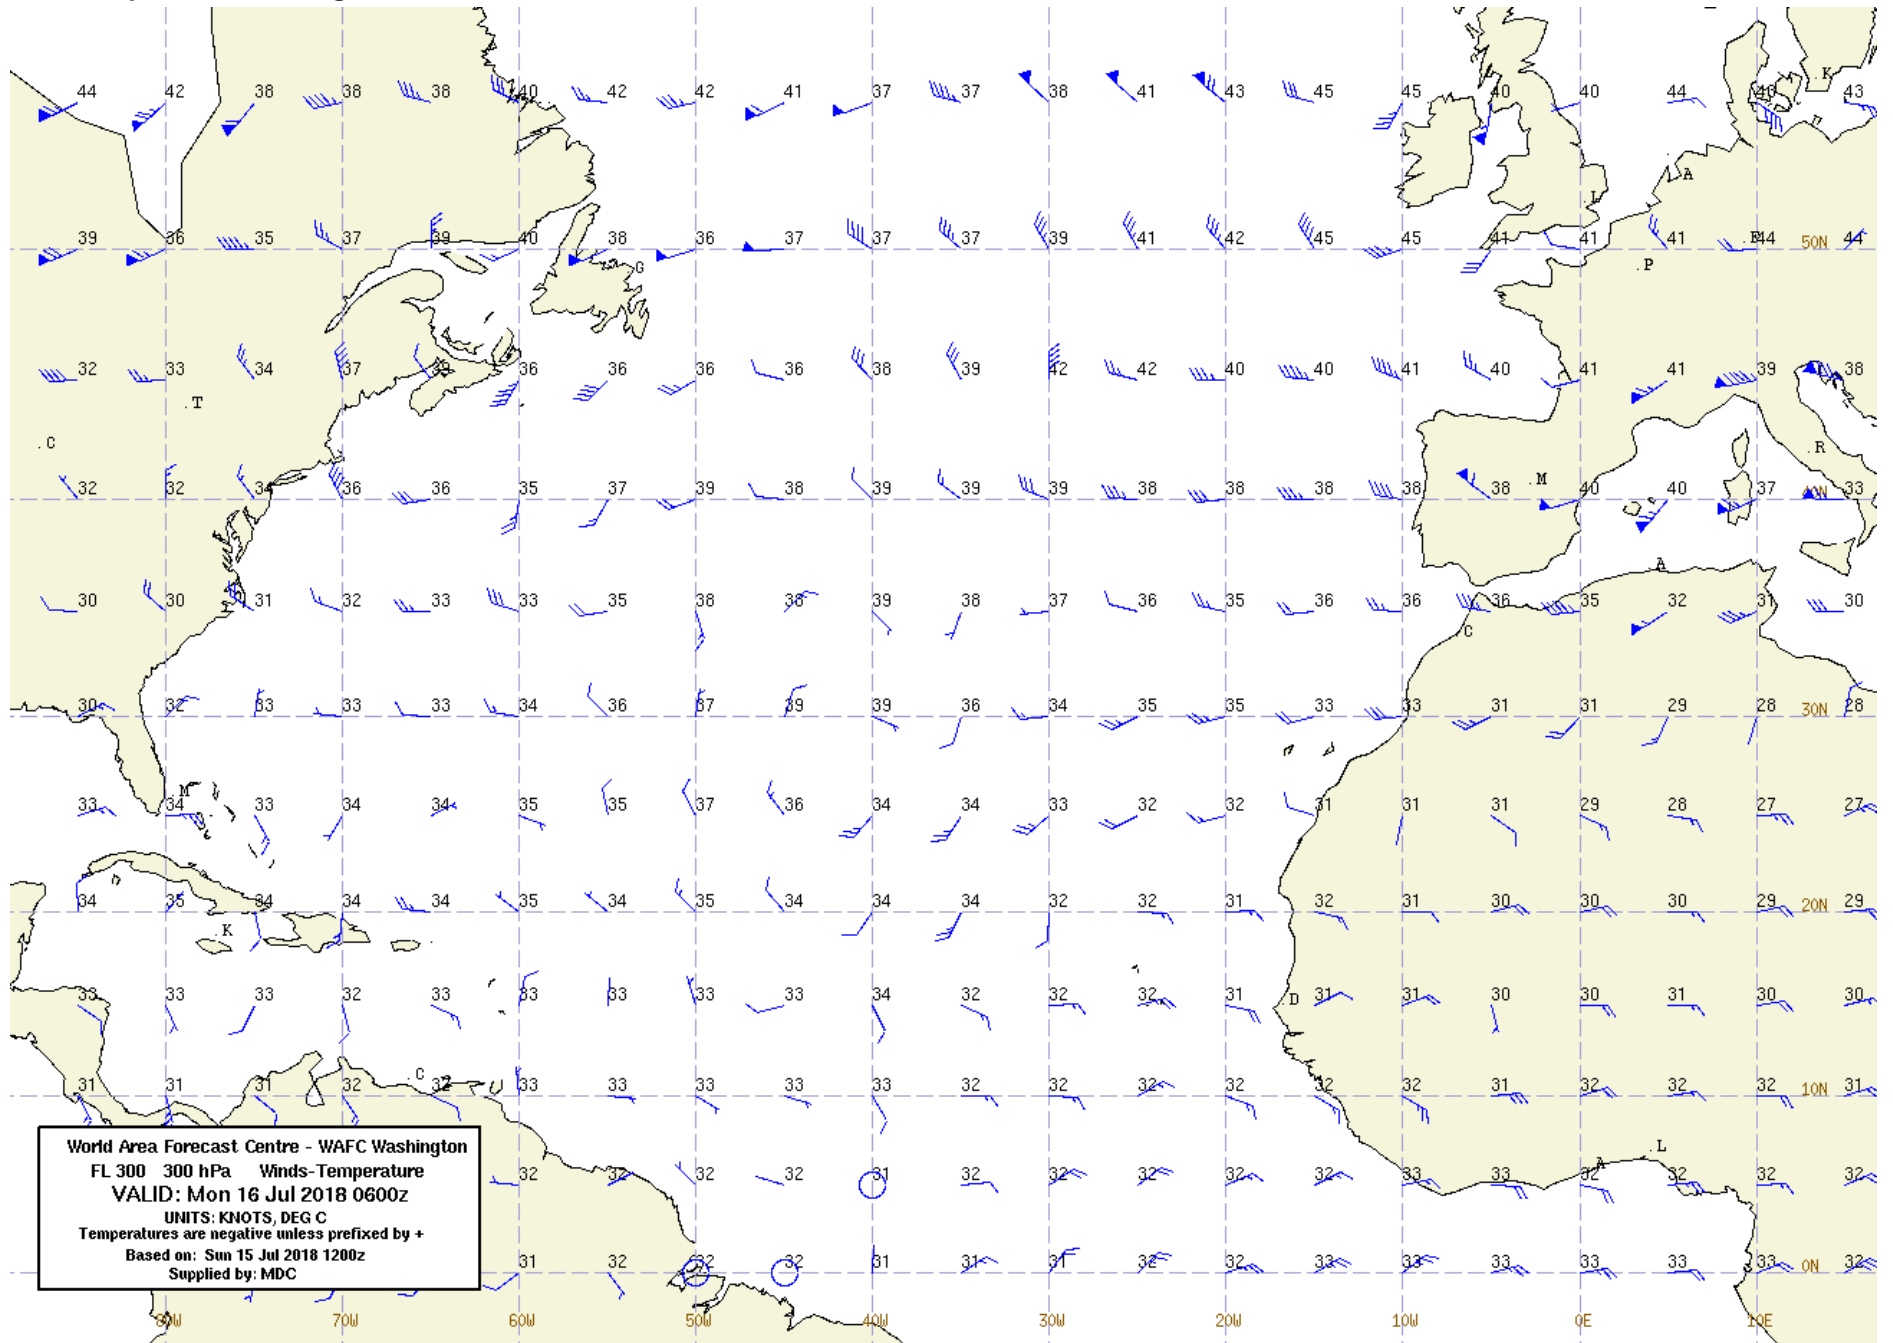 44 42 38 38 38 40 42 42 41 37 37 38 41 43 45 45 40 40 44 40 43
K
A
L
39 36 35 37 39 40 38 36 37 37 37 39 41 42 45 45 41 41 41 44 44 50N
G
.P
32 33 34 37 39 36 36 36 36 38 39 42 42 40 40 41 40 41 41 39 38
.T
.C
.R
.M
32 32 34 36 36 35 37 39 38 39 36 39 38 38 38 38 38 40 40 37 33 40N
A
30 30 31 32 33 33 35 38 38 39 38 37 36 35 36 36 36 35 32 31 30
.C
30 32 33 33 33 34 36 37 39 39 36 34 35 35 33 33 31 31 29 28 28 30N
.M
33 34 33 34 34 35 35 37 36 34 34 33 32 32 31 31 31 29 28 27 27
34 35 34 34 34 35 34 35 34 34 34 32 32 31 32 31 30 30 30 29 29 20N
.K
33 33 33 32 33 33 33 33 33 34 32 32 32 31 31 31 30 30 31 30 30
.D
.C
31 31 31 32 32 33 33 33 33 33 32 32 32 32 32 32 31 32 32 32 31 10N
World Area Forecast Centre - WAFC Washington
FL 300 300 hPa Winds-Temperature
VALID: Mon 16 Jul 2018 0600z
UNITS: KNOTS, DEG C
Temperatures are negative unless prefixed by +
Based on: Sun 15 Jul 2018 1200z
Supplied by: MDC
.L
A
32 32 32 32 31 32 32 32 32 32 33 33 32 32 32 32
31 32 32 32 31 31 31 32 32 33 33 33 33 33 33 32 0N
80W 70W 60W 50W 40W 30W 20W 10W 0E 10E